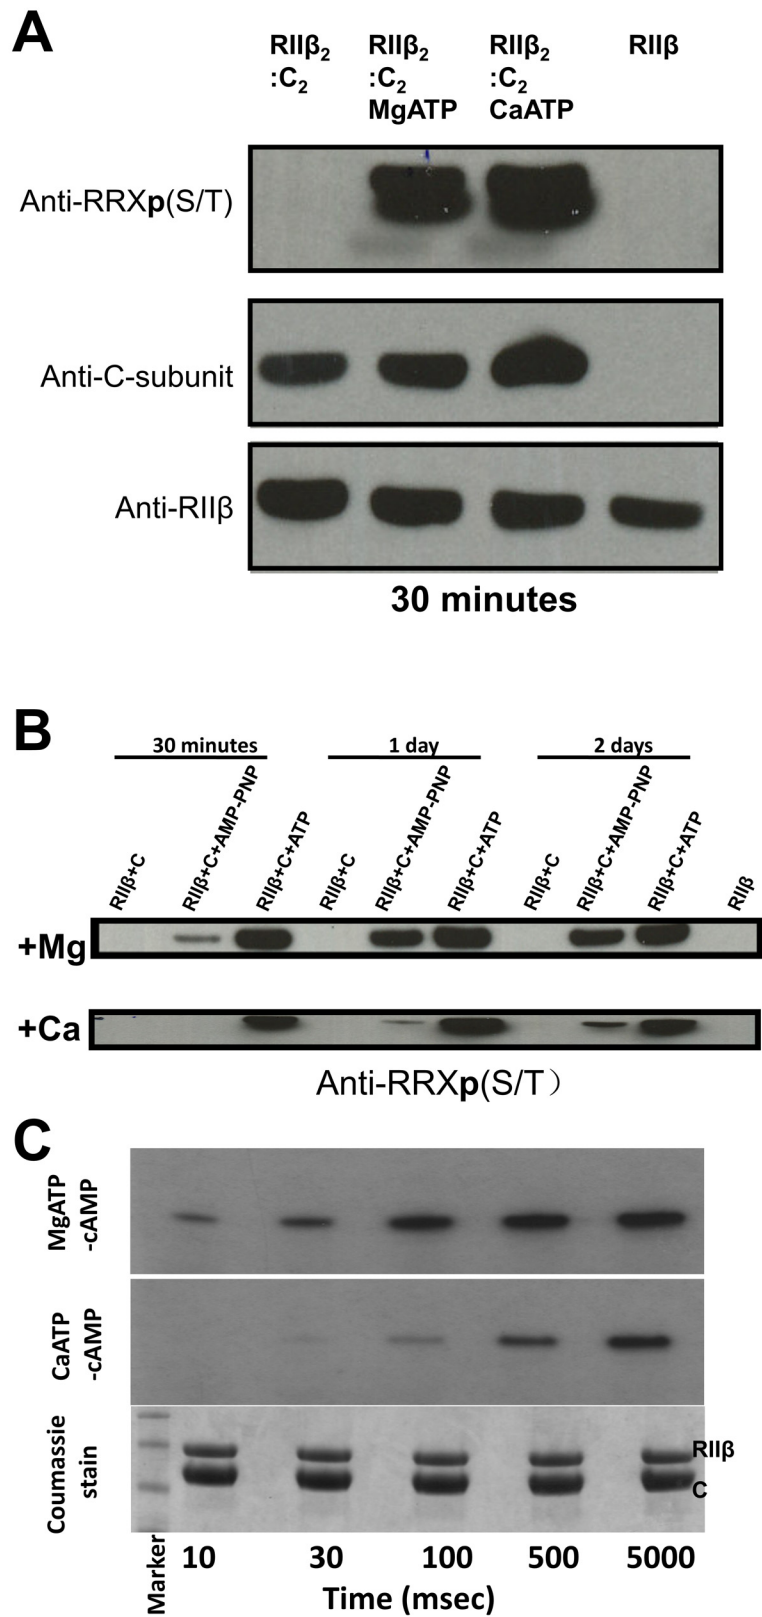 A
RIIβ2
:C2
RIIβ2
:C2
MgATP
RIIβ2
:C2
CaATP
RIIβ
Anti-RRXp(S/T)
Anti-C-subunit
Anti-RIIβ
30 minutes
B
30 minutes
1 day
2 days
RIIβ+C
RIIβ+C+AMP-PNP
RIIβ+C+ATP
RIIβ+C
RIIβ+C+AMP-PNP
RIIβ+C+ATP
RIIβ+C
RIIβ+C+AMP-PNP
RIIβ+C+ATP
RIIβ
+Mg
+Ca
Anti-RRXp(S/T）
C
MgATP
-cAMP
CaATP
-cAMP
Coumassie
stain
RIIβ
C
Marker
10 30 100 500 5000
Time (msec)